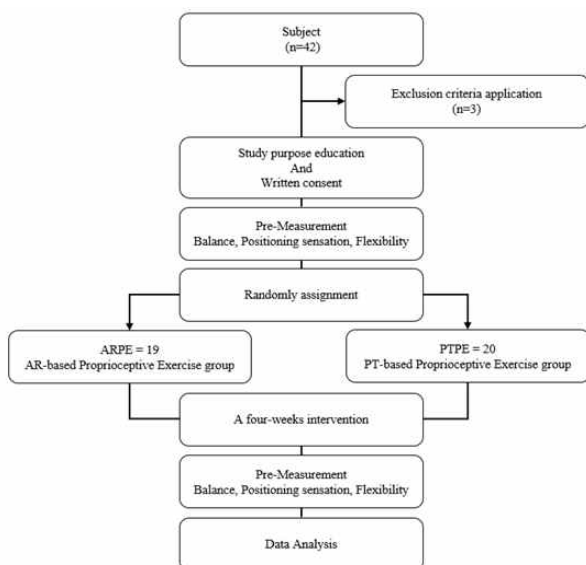 Subject
(n=42)
Exclusion criteria application
(n=3)
Study purpose education
And
Written consent
Pre-Measurement
Balance, Positioning sensation, Flexibility
Randomly assignment
ARPE = 19
AR-based Proprioceptive Exercise group
PTPE = 20
PT-based Proprioceptive Exercise group
A four-weeks intervention
Pre-Measurement
Balance, Positioning sensation, Flexibility
Data Analysis